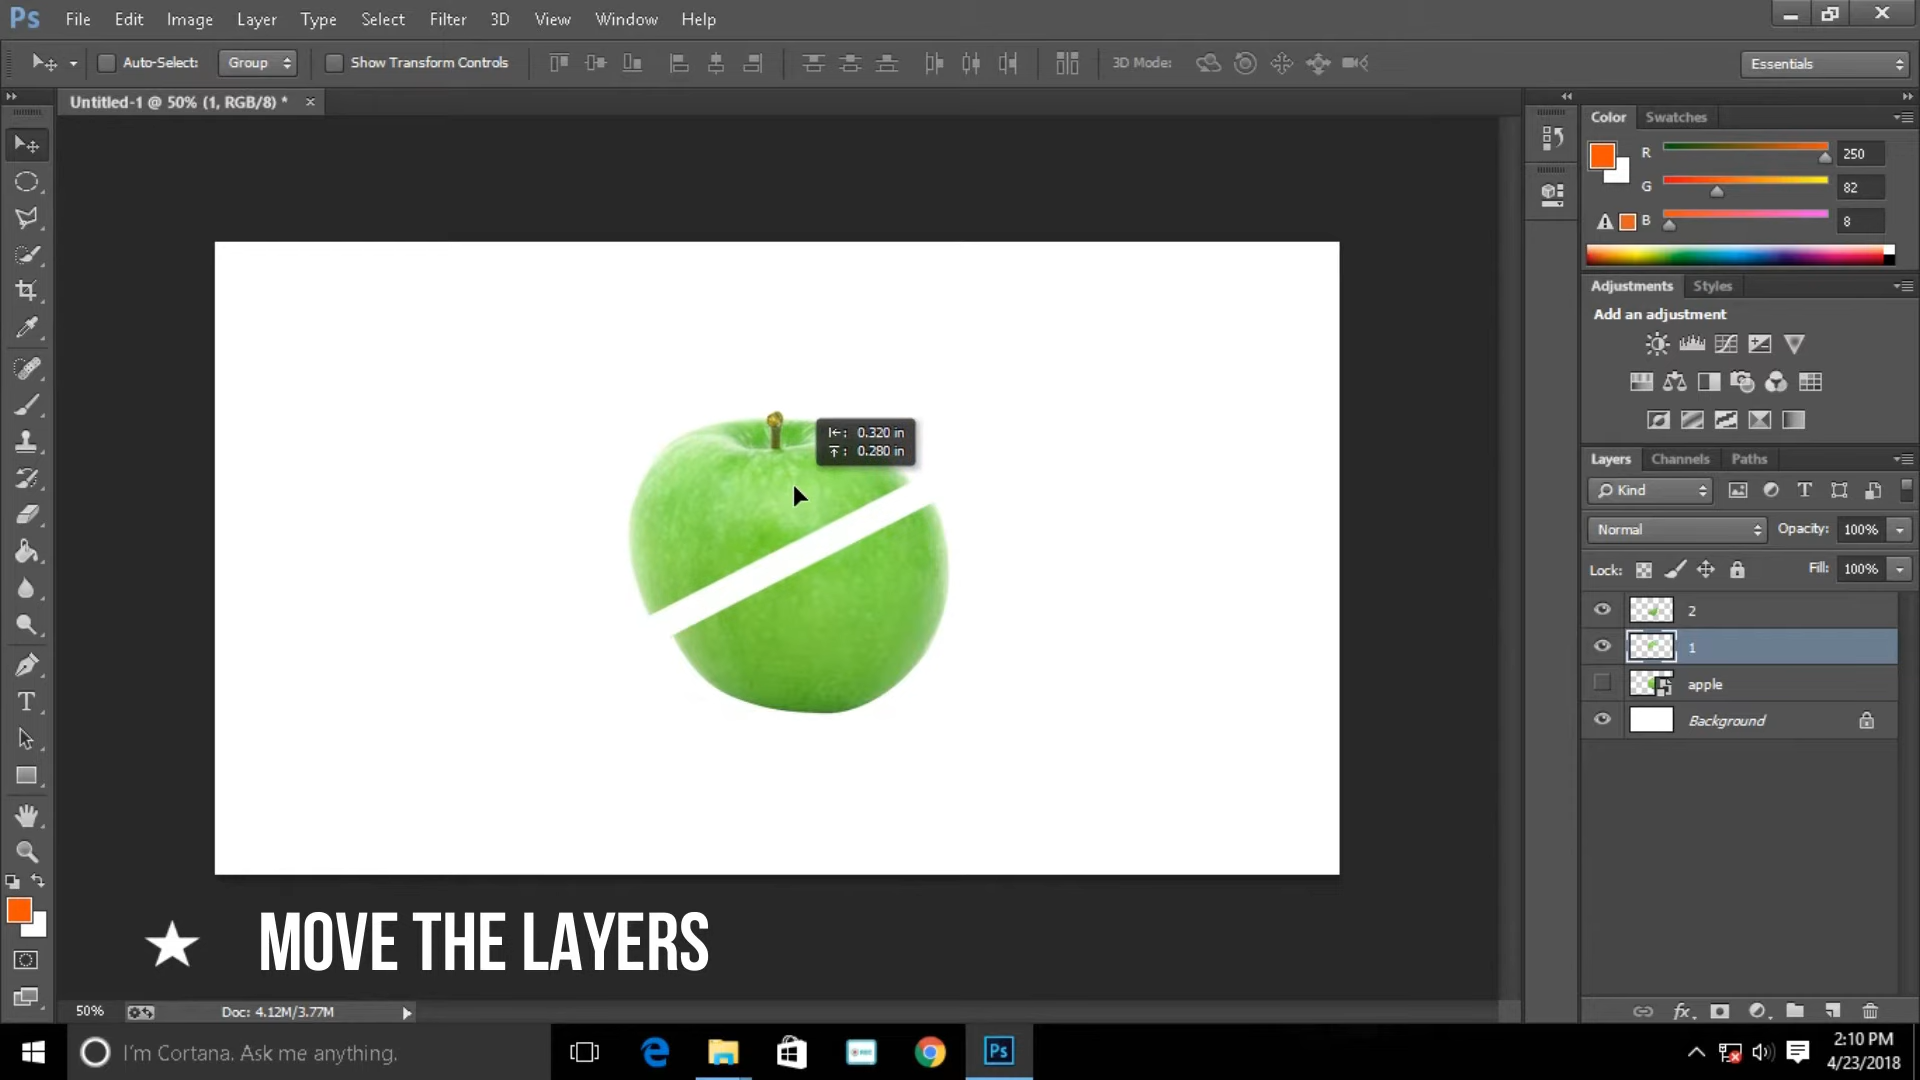 Ps File Edit Image Layer Type Select Filter 3D View Window Help
Auto-Select: Group Show Transform Controls 3D Mode: Essentials
Untitled-1 @ 50% (1, RGB/8) *
Color Swatches
R 250
G 82
B 8
Adjustments Styles
Add an adjustment
0.320 in
0.280 in
Layers Channels Paths
Kind
Normal Opacity: 100%
Lock: Fill: 100%
2
1
apple
Background
MOVE THE LAYERS
50% Doc: 4.12M/3.77M
I'm Cortana. Ask me anything.
Ps
2:10 PM
4/23/2018